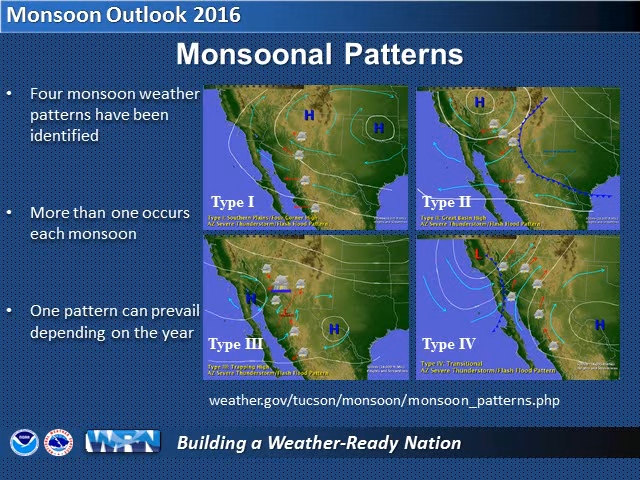 Monsoon Outlook 2016
Monsoonal Patterns
• Four monsoon weather
patterns have been
identified
• More than one occurs
each monsoon
• One pattern can prevail
depending on the year
H
H
Type I
Type I: Southern Plains/Four Corner High
AZ Severe Thunderstorm/Flash Flood Pattern
H
Type II
Type II: Great Basin High
AZ Severe Thunderstorm/Flash Flood Pattern
H
H
Type III
Type III: Trapping High
AZ Severe Thunderstorm/Flash Flood Pattern
L
H
Type IV
Type IV: Transitional
AZ Severe Thunderstorm/Flash Flood Pattern
weather.gov/tucson/monsoon/monsoon_patterns.php
Building a Weather-Ready Nation